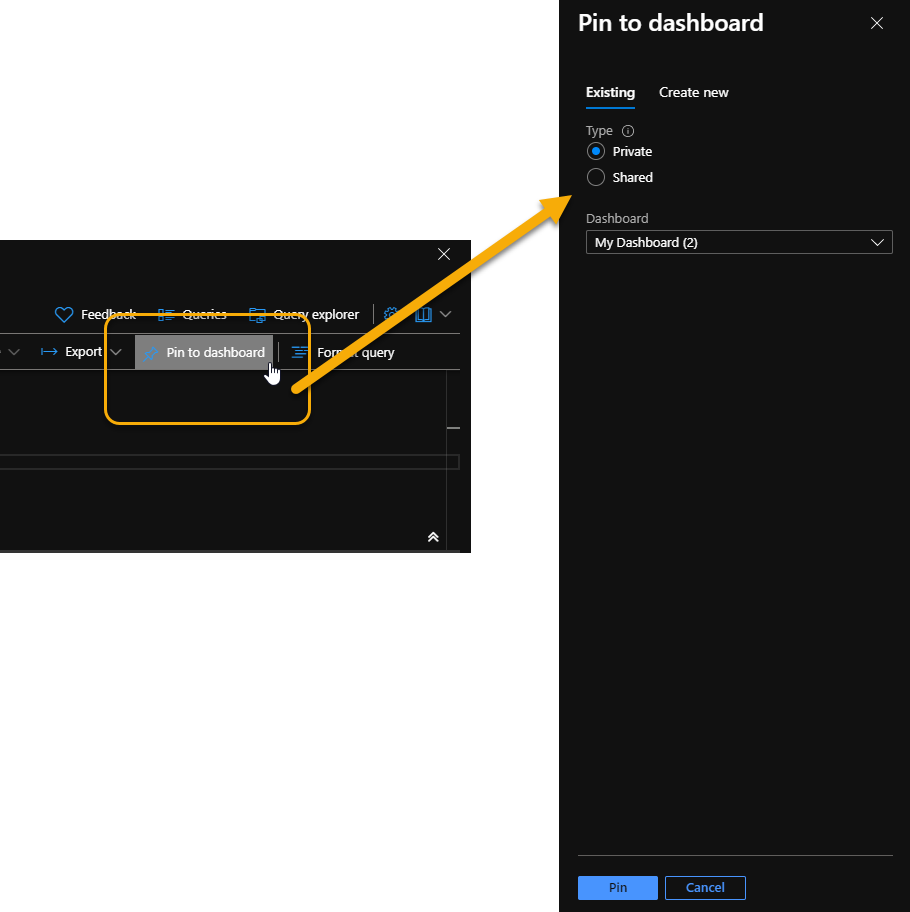 Pin to dashboard
Existing Create new
Type
Private
Shared
Dashboard
My Dashboard (2)
Feedback Queries Query explorer
Export Pin to dashboard Format query
Pin Cancel